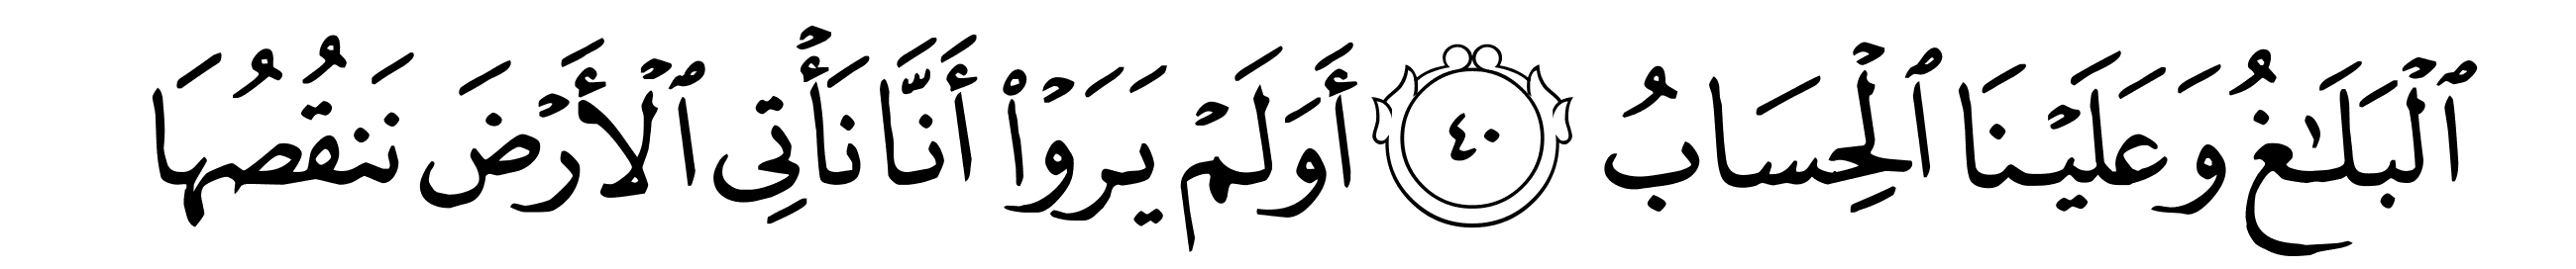 ٱلْبَلَـٰغُ وَعَلَيْنَا ٱلْحِسَابُ ٤٠ أَوَلَمْ يَرَوْا۟ أَنَّا نَأْتِى ٱلْأَرْضَ نَنقُصُهَا